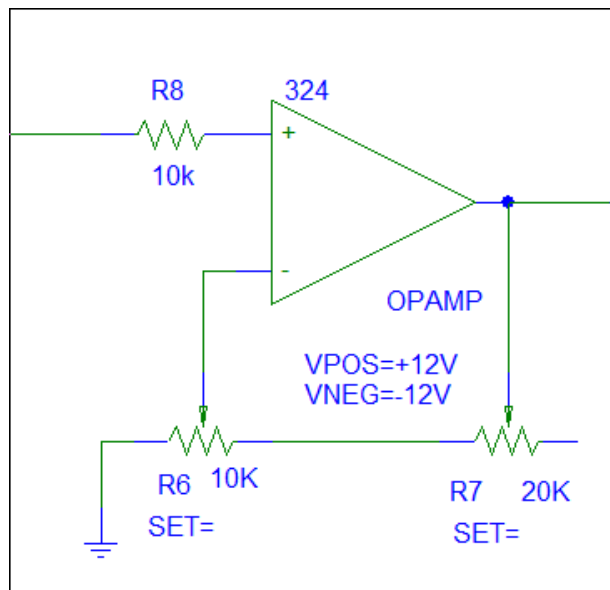 R8
324
10k
+
-
OPAMP
VPOS=+12V
VNEG=-12V
R6
10K
SET=
R7
20K
SET=